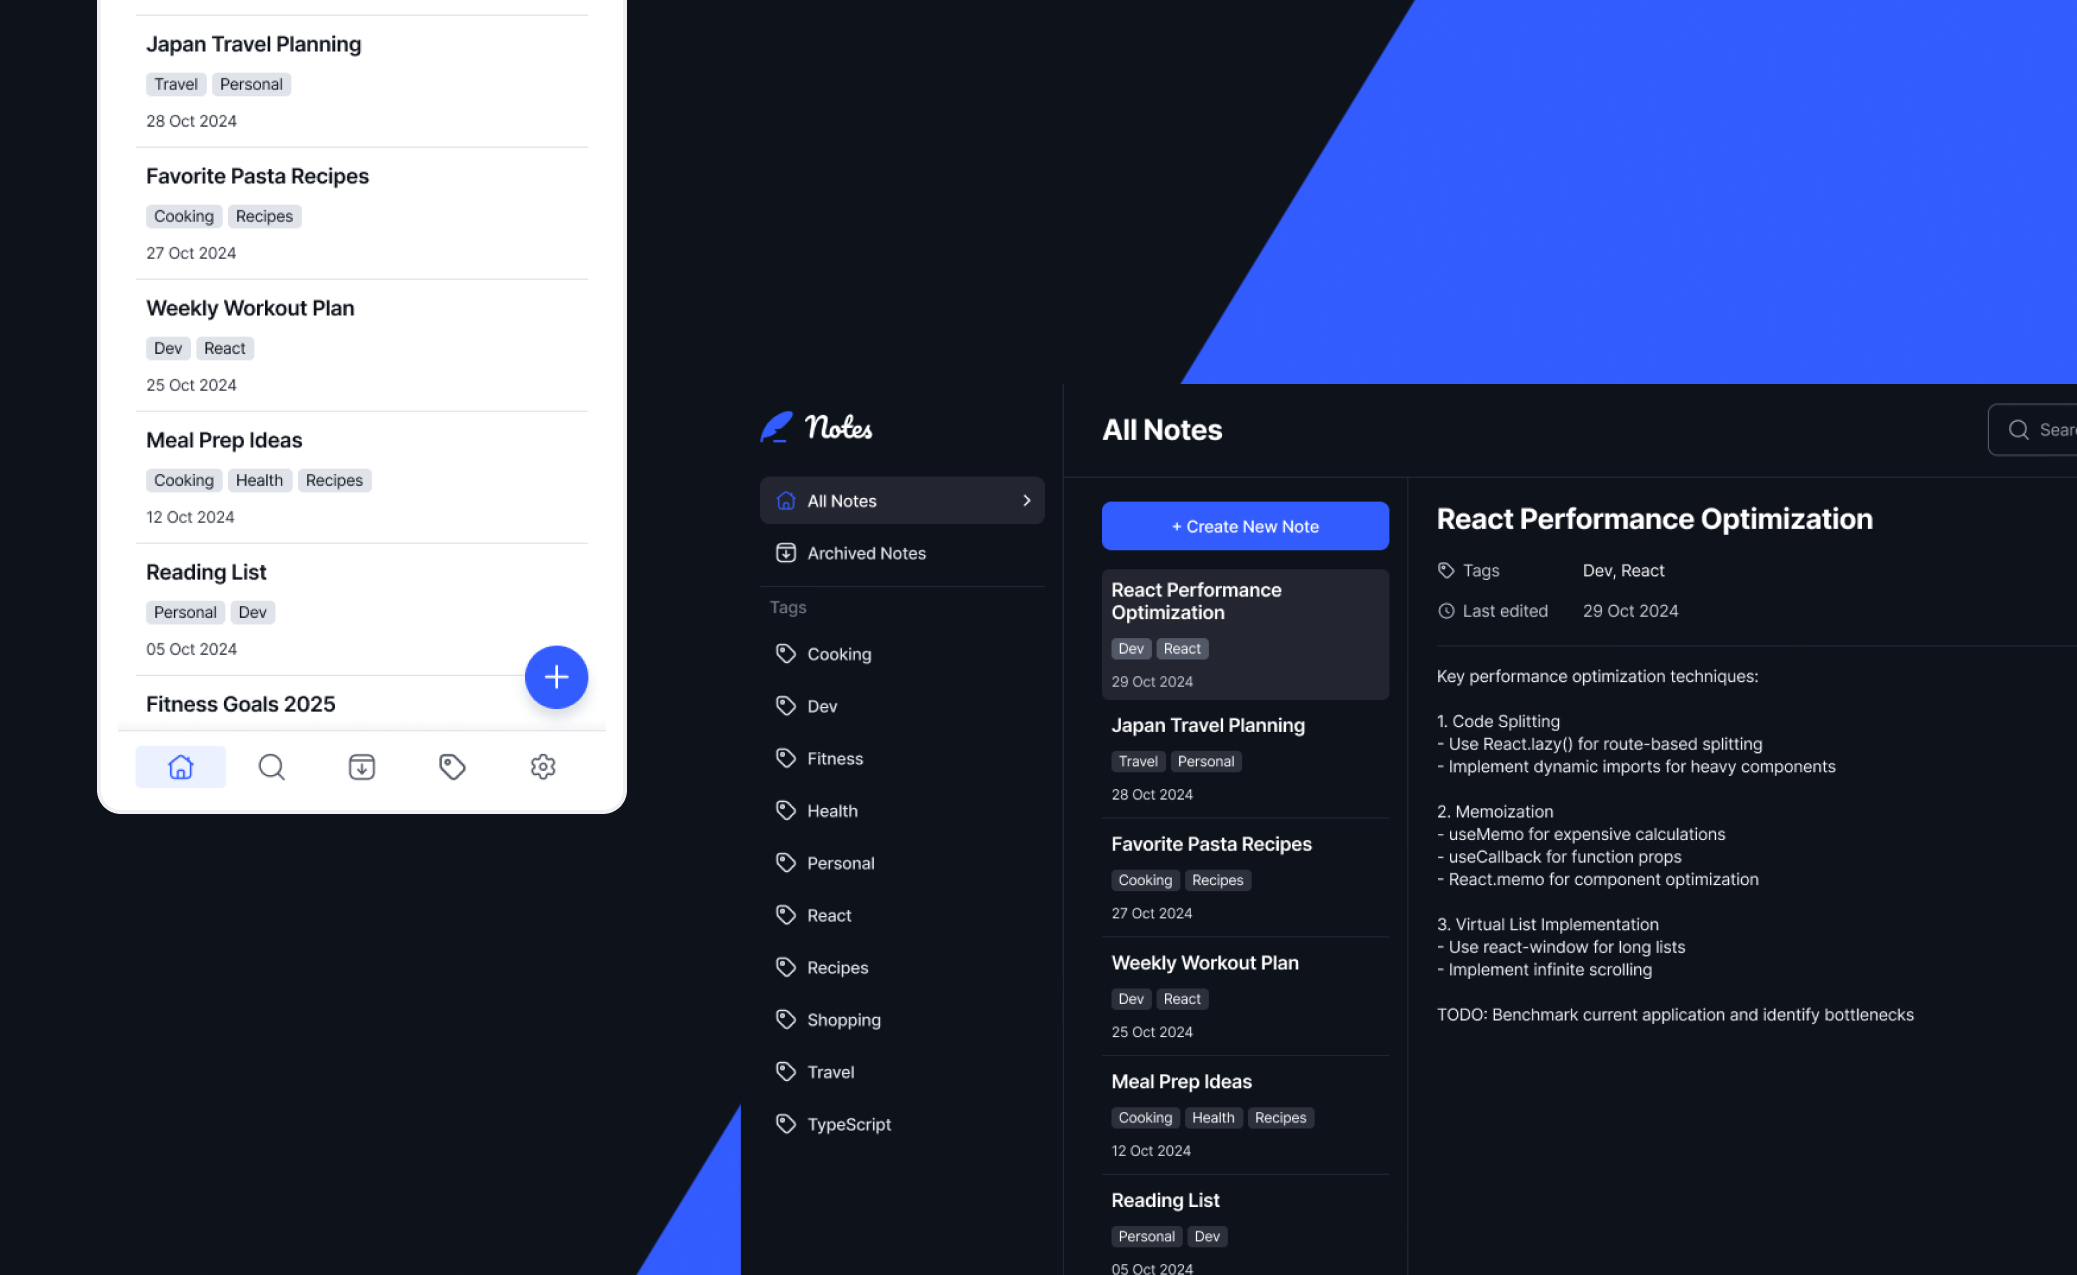 Japan Travel Planning
Travel Personal
28 Oct 2024
Favorite Pasta Recipes
Cooking Recipes
27 Oct 2024
Weekly Workout Plan
Dev React
25 Oct 2024
Meal Prep Ideas
Cooking Health Recipes
12 Oct 2024
Reading List
Personal Dev
05 Oct 2024
Fitness Goals 2025
Notes
All Notes
Archived Notes
Tags
Cooking
Dev
Fitness
Health
Personal
React
Recipes
Shopping
Travel
TypeScript
All Notes
+ Create New Note
React Performance
Optimization
Dev React
29 Oct 2024
Japan Travel Planning
Travel Personal
28 Oct 2024
Favorite Pasta Recipes
Cooking Recipes
27 Oct 2024
Weekly Workout Plan
Dev React
25 Oct 2024
Meal Prep Ideas
Cooking Health Recipes
12 Oct 2024
Reading List
Personal Dev
05 Oct 2024
React Performance Optimization
Tags Dev, React
Last edited 29 Oct 2024
Key performance optimization techniques:
1. Code Splitting
- Use React.lazy() for route-based splitting
- Implement dynamic imports for heavy components
2. Memoization
- useMemo for expensive calculations
- useCallback for function props
- React.memo for component optimization
3. Virtual List Implementation
- Use react-window for long lists
- Implement infinite scrolling
TODO: Benchmark current application and identify bottlenecks